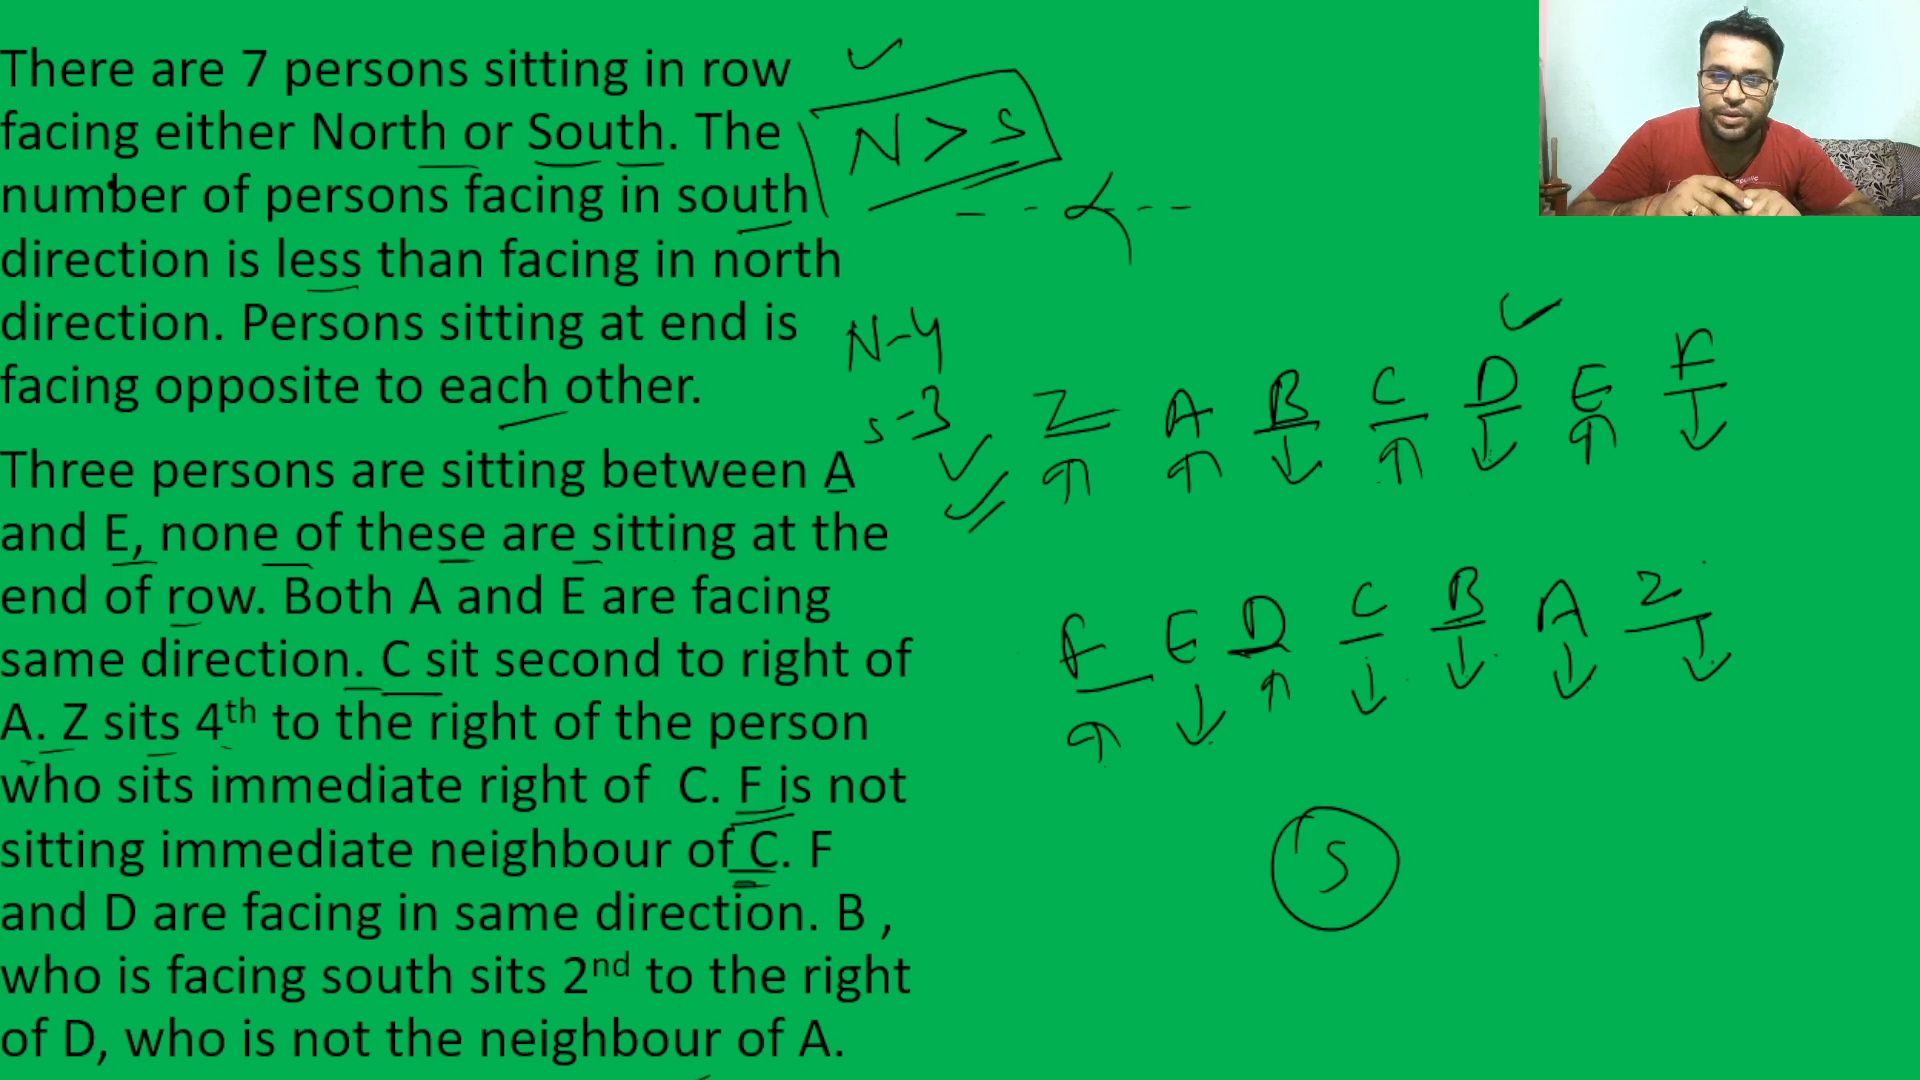 There are 7 persons sitting in row
facing either North or South. The
number of persons facing in south
direction is less than facing in north
direction. Persons sitting at end is
facing opposite to each other.
Three persons are sitting between A
and E, none of these are sitting at the
end of row. Both A and E are facing
same direction. C sit second to right of
A. Z sits 4th to the right of the person
who sits immediate right of C. F is not
sitting immediate neighbour of C. F
and D are facing in same direction. B ,
who is facing south sits 2nd to the right
of D, who is not the neighbour of A.
N > S
N-4
S-3
Z A B C D E F
F E D C B A Z
S